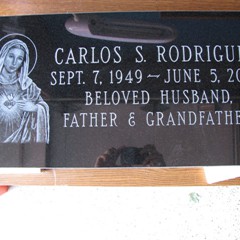 CARLOS S. RODRIGU
SEPT. 7, 1949 ~ JUNE 5, 20
BELOVED HUSBAND,
FATHER & GRANDFATHE